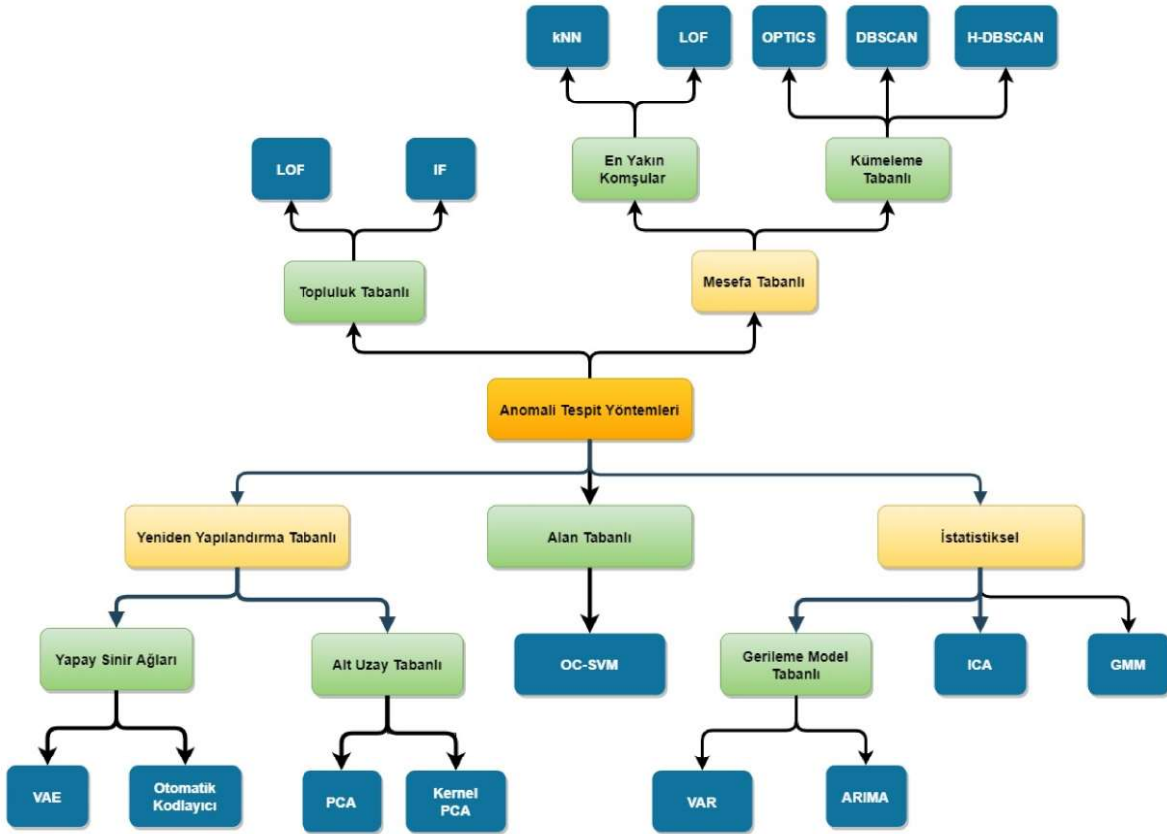 kNN
LOF
OPTICS
DBSCAN
H-DBSCAN
LOF
IF
En Yakın
Komşular
Kümeleme
Tabanlı
Topluluk Tabanlı
Mesefa Tabanlı
Anomali Tespit Yöntemleri
Yeniden Yapılandırma Tabanlı
Alan Tabanlı
İstatistiksel
Yapay Sinir Ağları
Alt Uzay Tabanlı
OC-SVM
Gerileme Model
Tabanlı
ICA
GMM
VAE
Otomatik
Kodlayıcı
PCA
Kernel
PCA
VAR
ARIMA